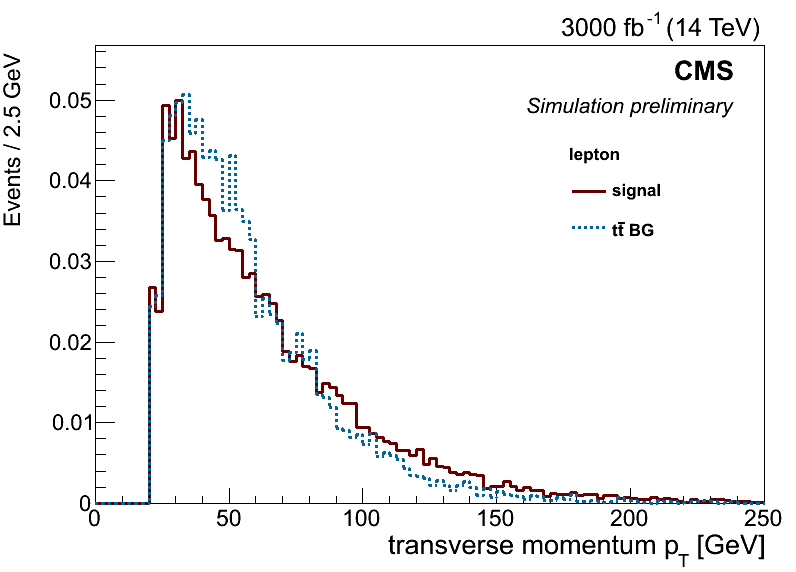 3000 fb⁻¹ (14 TeV)
CMS
Simulation preliminary
lepton
signal
tt̄ BG
Events / 2.5 GeV
0.05
0.04
0.03
0.02
0.01
0
0 50 100 150 200 250
transverse momentum p_T [GeV]